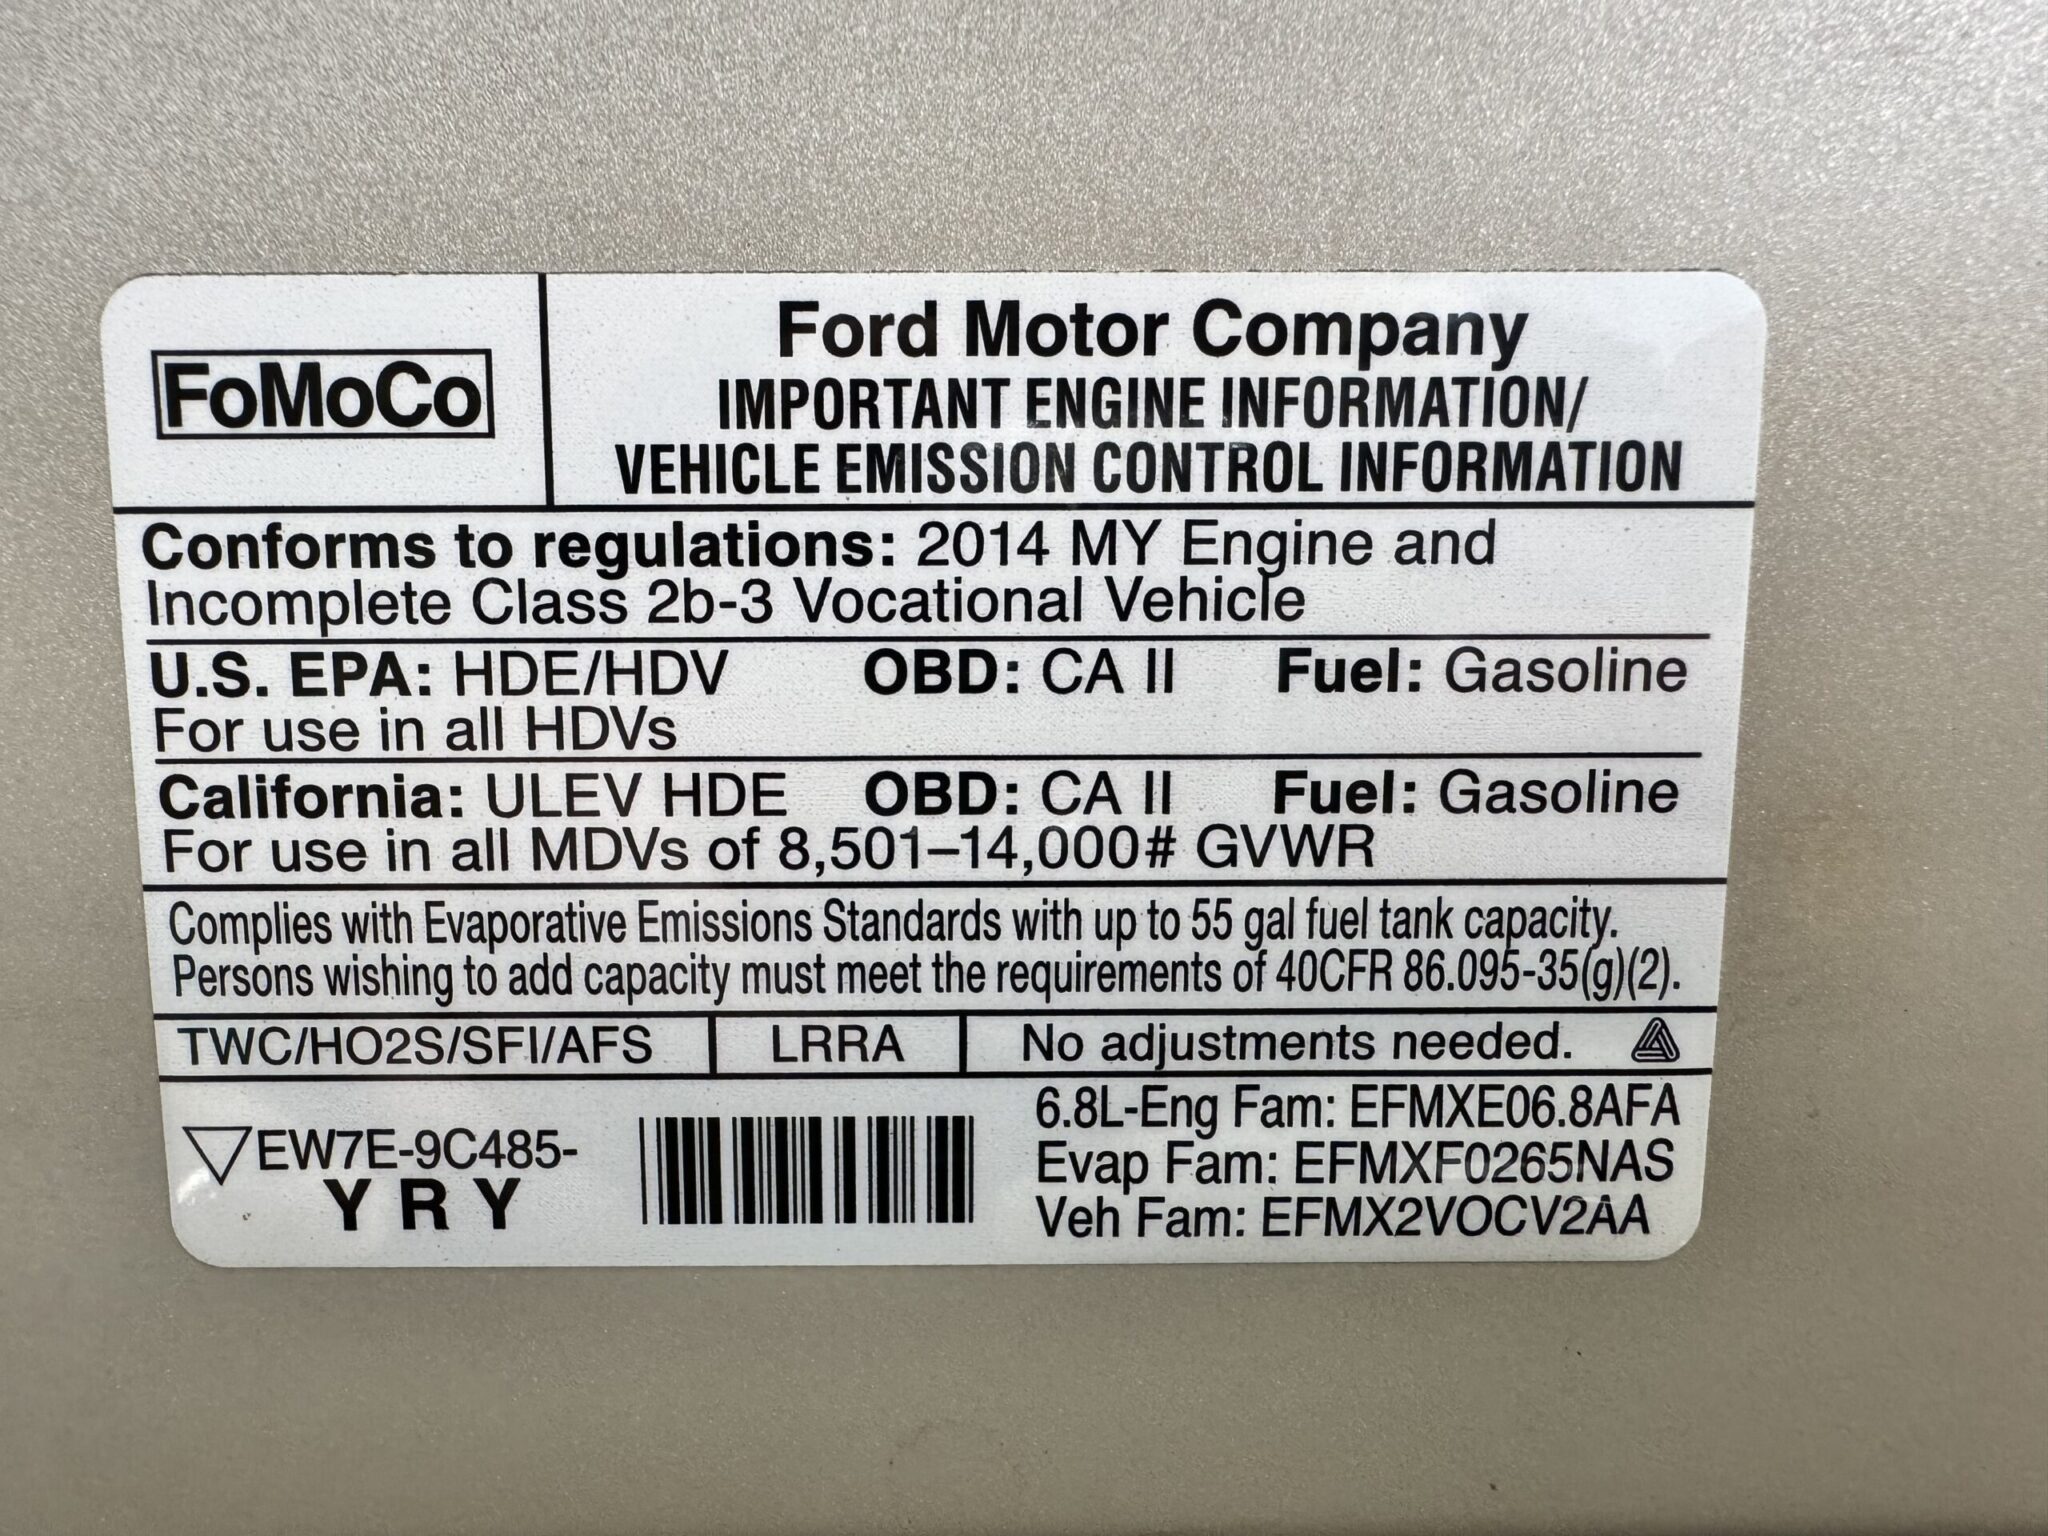 FoMoCo
Ford Motor Company
IMPORTANT ENGINE INFORMATION/
VEHICLE EMISSION CONTROL INFORMATION
Conforms to regulations: 2014 MY Engine and
Incomplete Class 2b-3 Vocational Vehicle
U.S. EPA: HDE/HDV OBD: CA II Fuel: Gasoline
For use in all HDVs
California: ULEV HDE OBD: CA II Fuel: Gasoline
For use in all MDVs of 8,501–14,000# GVWR
Complies with Evaporative Emissions Standards with up to 55 gal fuel tank capacity.
Persons wishing to add capacity must meet the requirements of 40CFR 86.095-35(g)(2).
TWC/HO2S/SFI/AFS LRRA No adjustments needed.
EW7E-9C485-
Y R Y
6.8L-Eng Fam: EFMXE06.8AFA
Evap Fam: EFMXF0265NAS
Veh Fam: EFMX2VOCV2AA